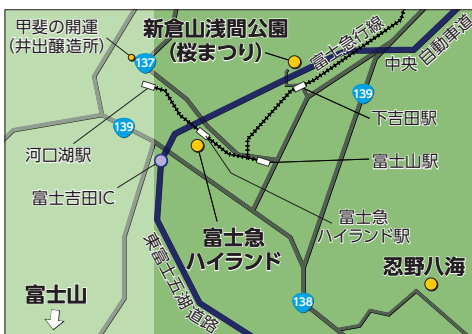 甲斐の開運
(井出醸造所)
新倉山浅間公園
(桜まつり)
富士急行線
中央
自動車道
137
139
下吉田駅
139
河口湖駅
富士山駅
富士吉田IC
富士急
ハイランド
富士急
ハイランド駅
東富士五湖道路
忍野八海
富士山
138